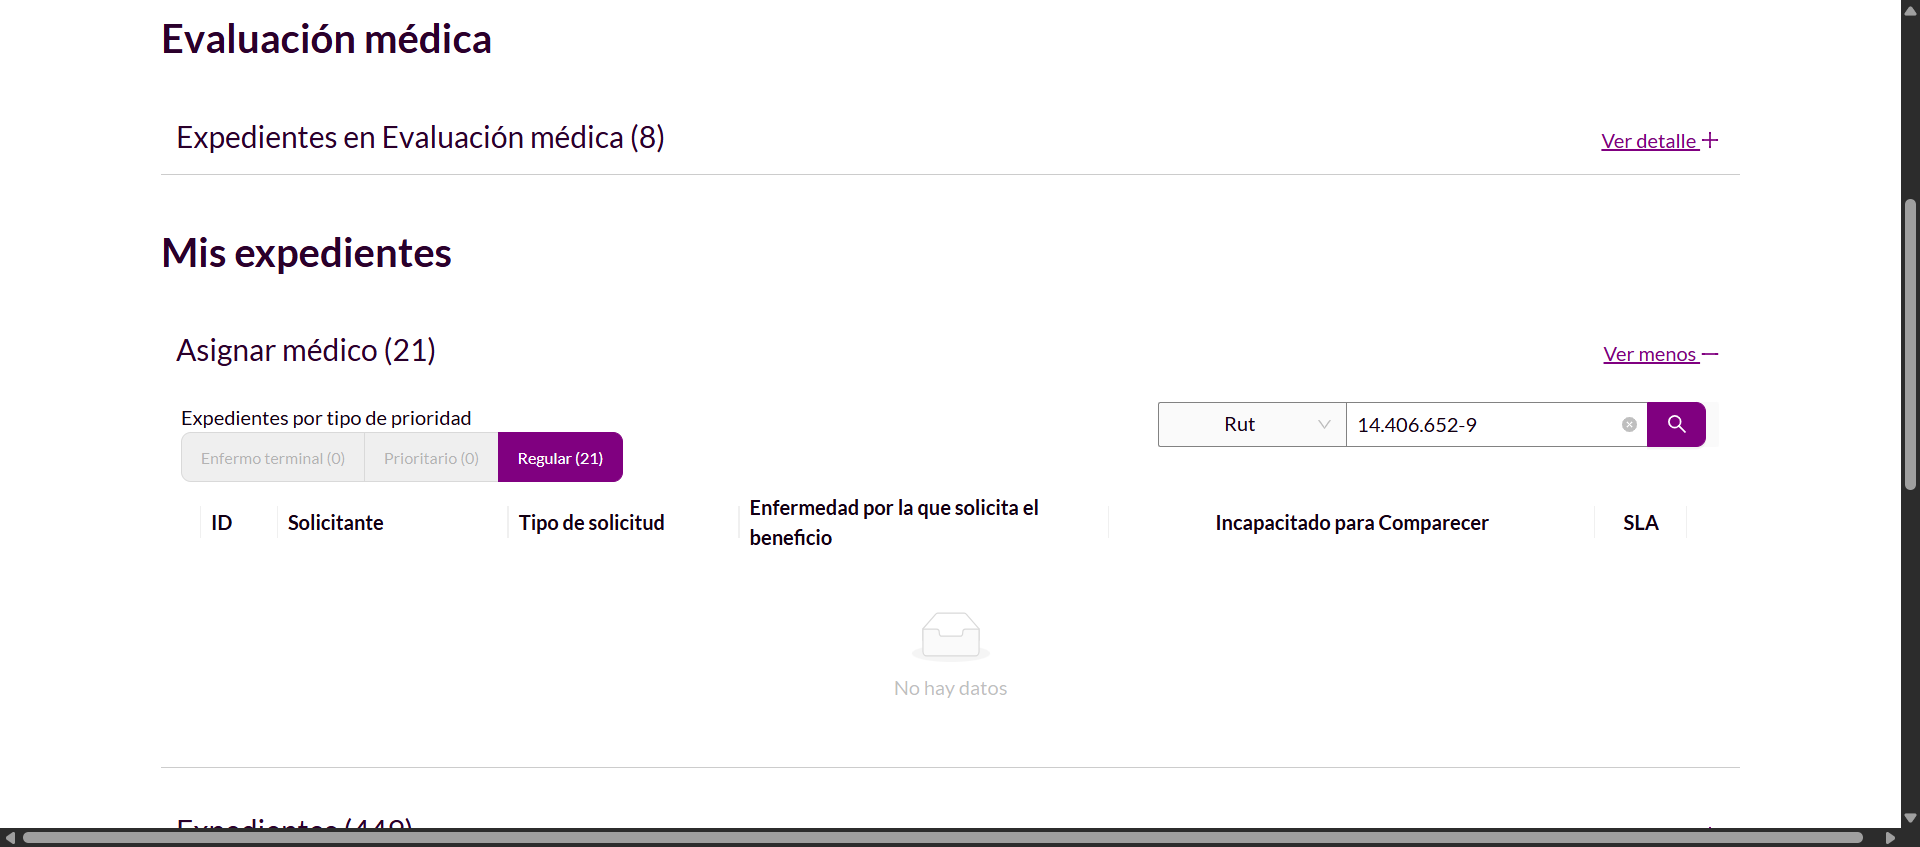 Evaluación médica
Expedientes en Evaluación médica (8)
Ver detalle
Mis expedientes
Asignar médico (21)
Ver menos
Expedientes por tipo de prioridad
Enfermo terminal (0)
Prioritario (0)
Regular (21)
Rut
14.406.652-9
ID
Solicitante
Tipo de solicitud
Enfermedad por la que solicita el
beneficio
Incapacitado para Comparecer
SLA
No hay datos
Expedientes (449)